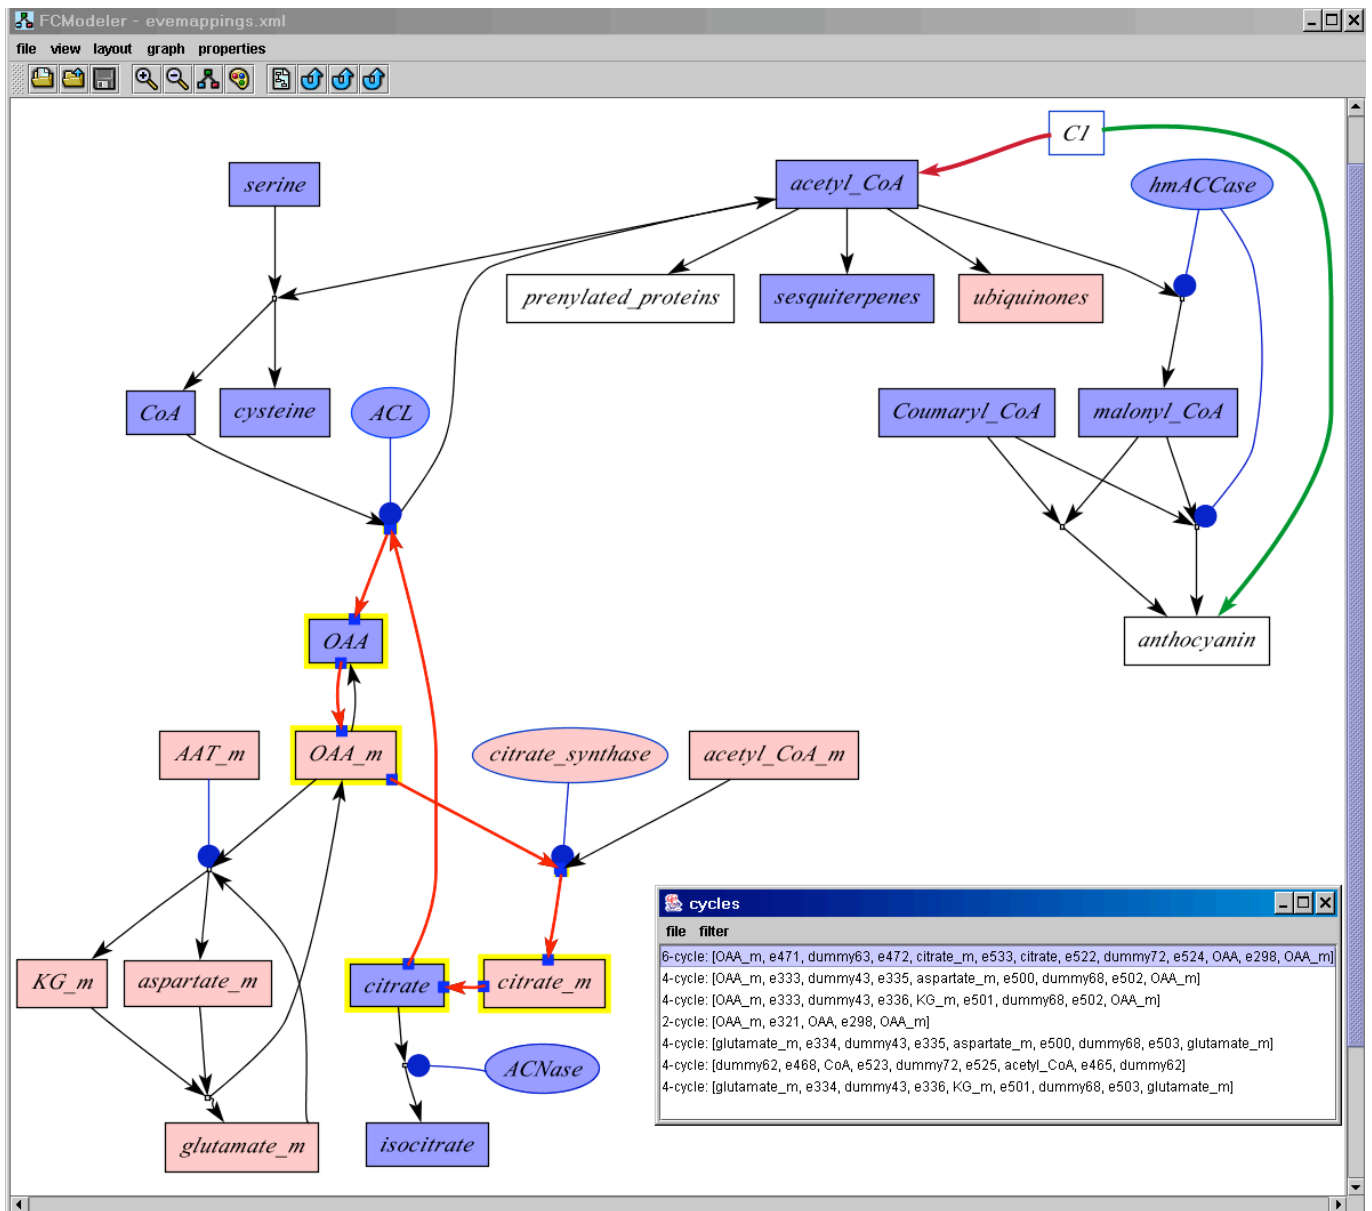 FCModeler - evemappings.xml
file view layout graph properties
C1
serine
acetyl_CoA
hmACCase
prenylated_proteins
sesquiterpenes
ubiquinones
CoA
cysteine
ACL
Coumaryl_CoA
malonyl_CoA
OAA
anthocyanin
AAT_m
OAA_m
citrate_synthase
acetyl_CoA_m
KG_m
aspartate_m
citrate
citrate_m
ACNase
glutamate_m
isocitrate
cycles
file filter
6-cycle: [OAA_m, e471, dummy63, e472, citrate_m, e533, citrate, e522, dummy72, e524, OAA, e298, OAA_m]
4-cycle: [OAA_m, e333, dummy43, e335, aspartate_m, e500, dummy68, e502, OAA_m]
4-cycle: [OAA_m, e333, dummy43, e336, KG_m, e501, dummy68, e502, OAA_m]
2-cycle: [OAA_m, e321, OAA, e298, OAA_m]
4-cycle: [glutamate_m, e334, dummy43, e335, aspartate_m, e500, dummy68, e503, glutamate_m]
4-cycle: [dummy62, e468, CoA, e523, dummy72, e525, acetyl_CoA, e465, dummy62]
4-cycle: [glutamate_m, e334, dummy43, e336, KG_m, e501, dummy68, e503, glutamate_m]